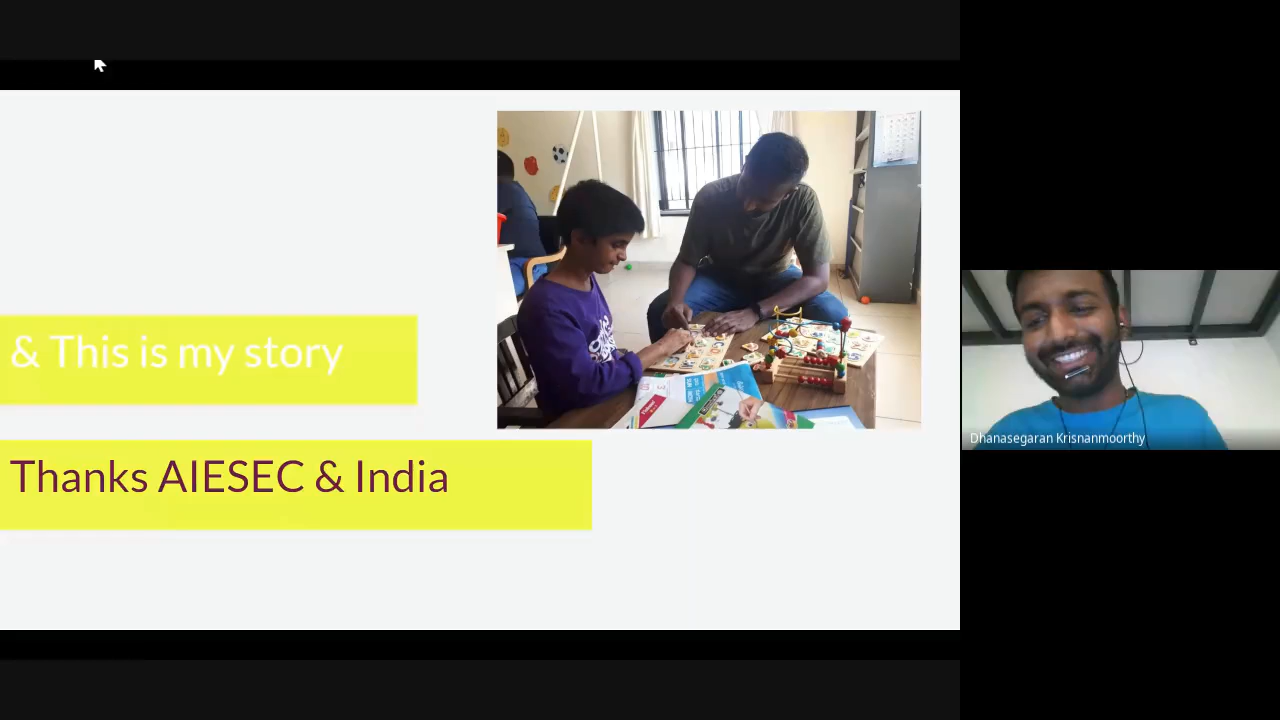 & This is my story
Thanks AIESEC & India
Dhanasegaran Krisnanmoorthy